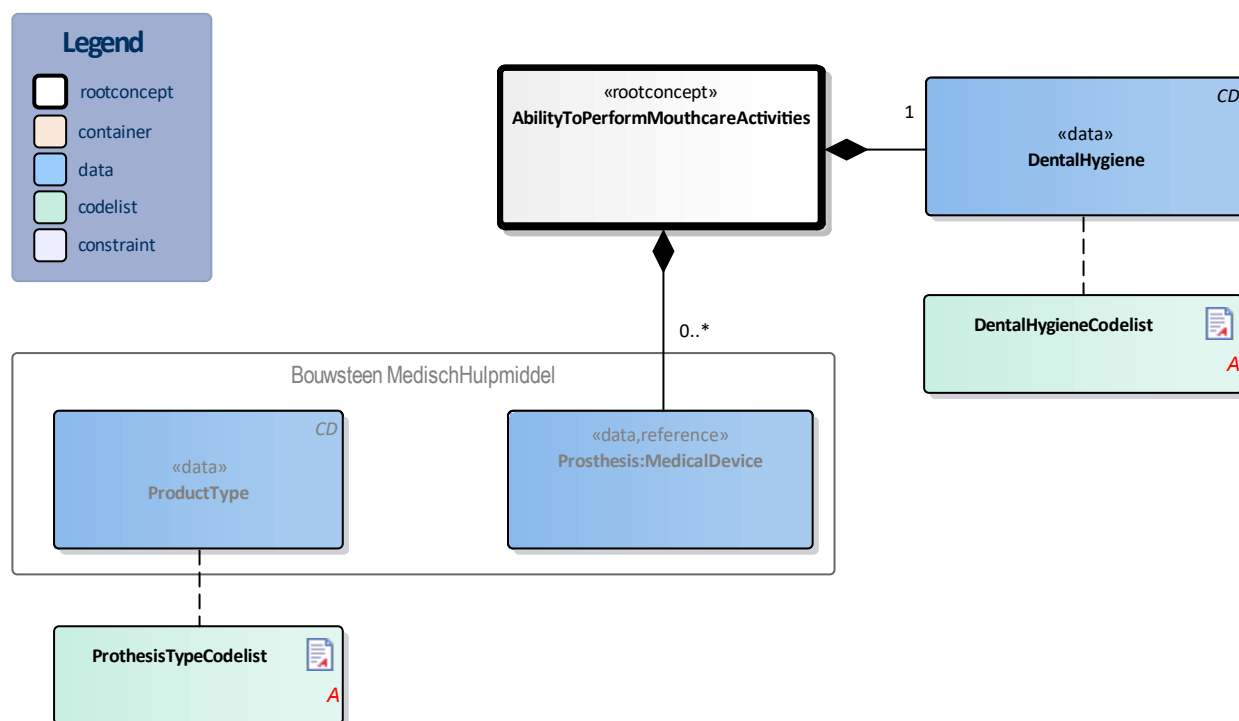 Legend
rootconcept
container
data
codelist
constraint
«rootconcept»
AbilityToPerformMouthcareActivities
1
CD
«data»
DentalHygiene
DentalHygieneCodelist
A
0..*
Bouwsteen MedischHulpmiddel
CD
«data»
ProductType
«data,reference»
Prosthesis:MedicalDevice
ProthesisTypeCodelist
A